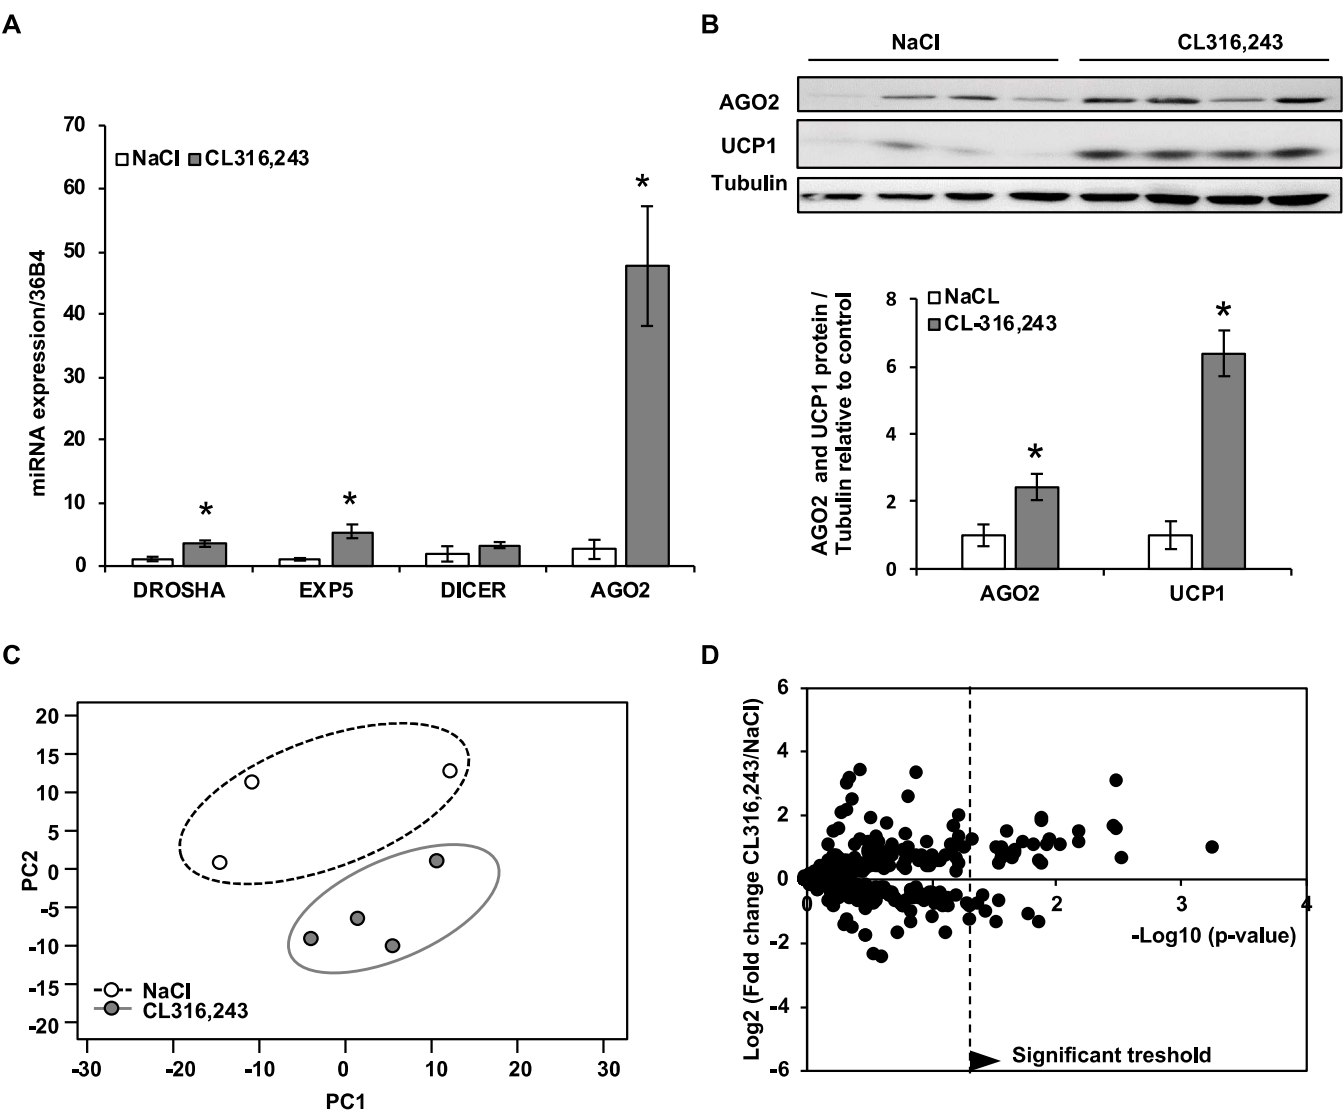 A
miRNA expression/36B4
70
60
50
40
30
20
10
0
NaCl CL316,243
*
*
*
DROSHA EXP5 DICER AGO2
B
NaCl CL316,243
AGO2
UCP1
Tubulin
AGO2 and UCP1 protein /
Tubulin relative to control
8
6
4
2
0
NaCL
CL-316,243
*
*
AGO2 UCP1
C
PC2
20
15
10
5
0
-5
-10
-15
-20
NaCl
CL316,243
-30 -20 -10 0 10 20 30
PC1
D
Log2 (Fold change CL316,243/NaCl)
6
4
2
0
-2
-4
-6
0 2 3 4
-Log10 (p-value)
Significant treshold